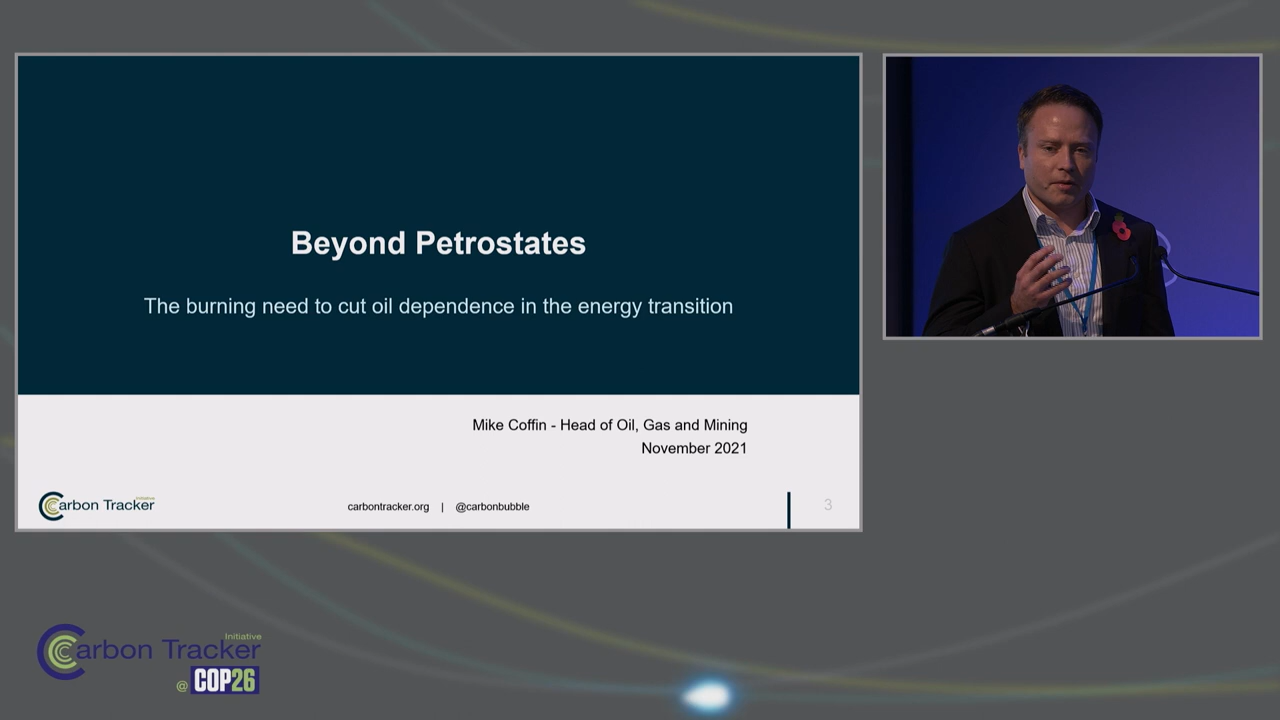 Beyond Petrostates
The burning need to cut oil dependence in the energy transition
Mike Coffin - Head of Oil, Gas and Mining
November 2021
Initiative
Carbon Tracker
carbontracker.org | @carbonbubble
3
Initiative
Carbon Tracker
@ COP26